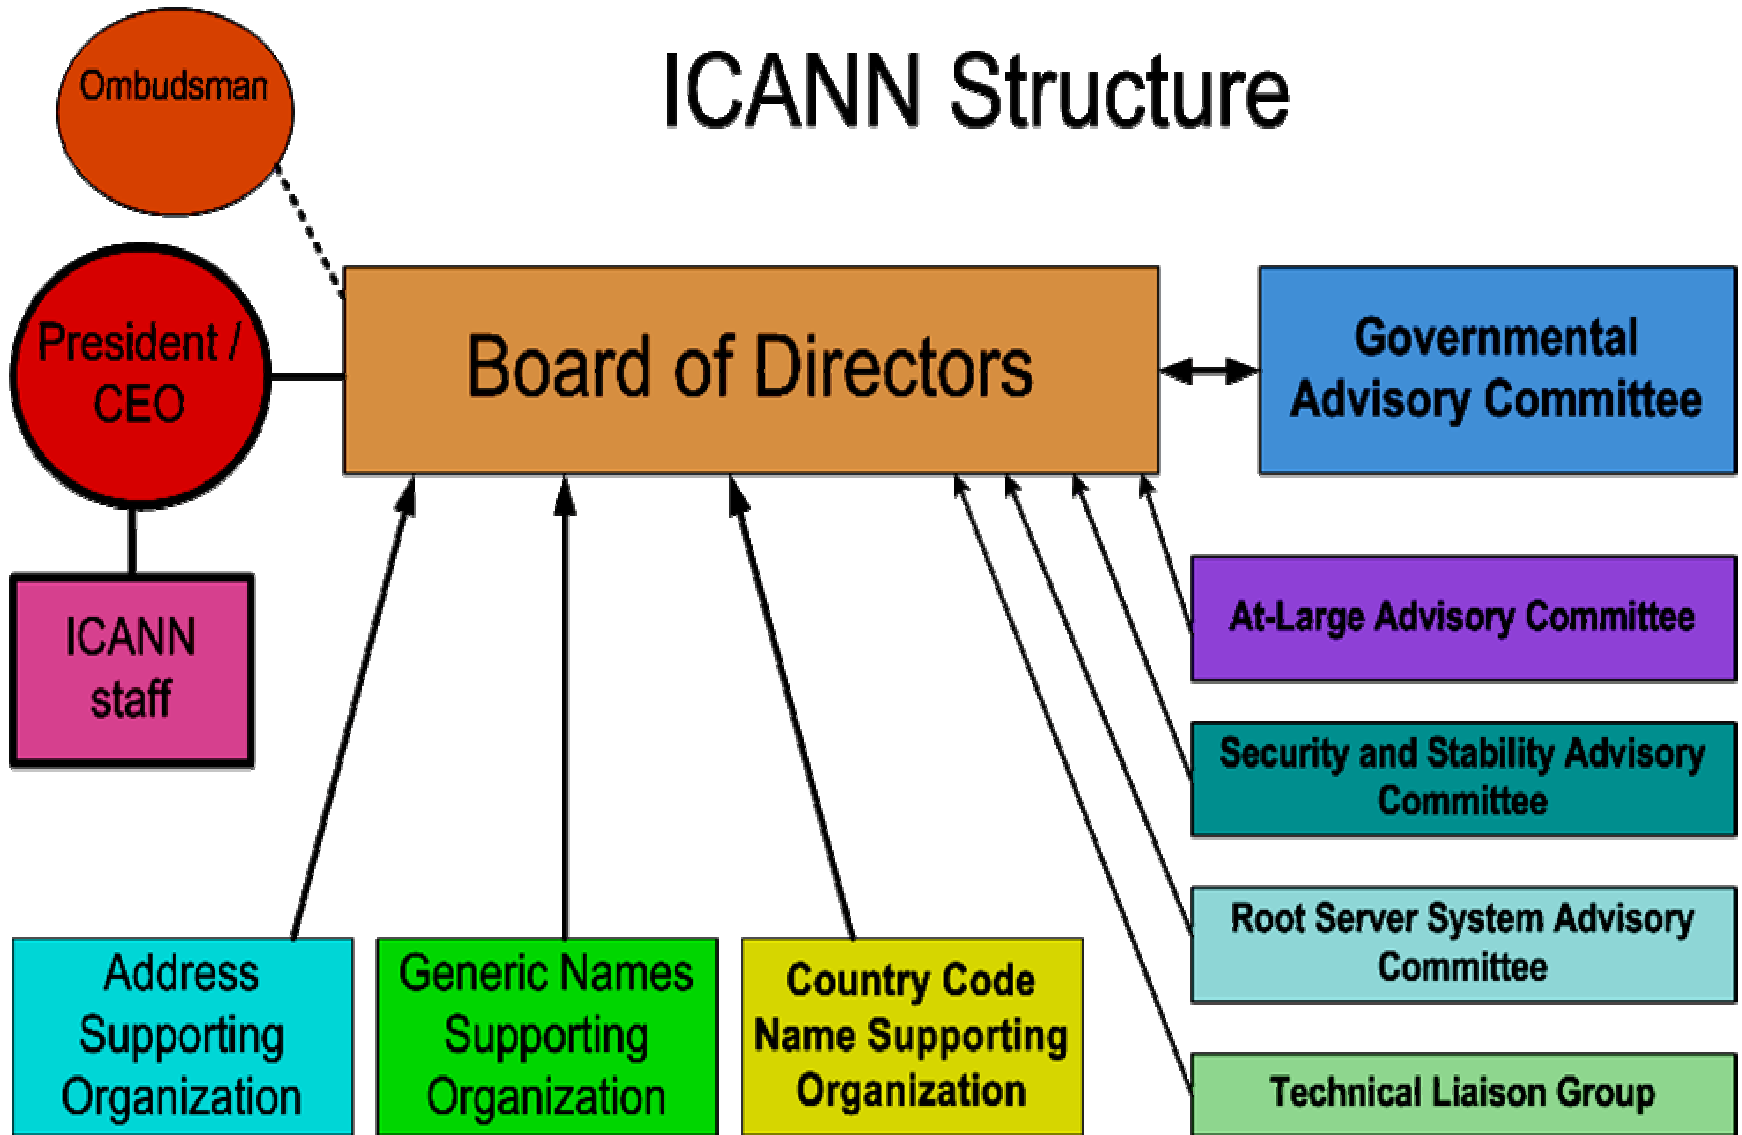 Ombudsman
ICANN Structure
President /
CEO
Board of Directors
Governmental
Advisory Committee
ICANN
staff
At-Large Advisory Committee
Security and Stability Advisory
Committee
Root Server System Advisory
Committee
Technical Liaison Group
Address
Supporting
Organization
Generic Names
Supporting
Organization
Country Code
Name Supporting
Organization